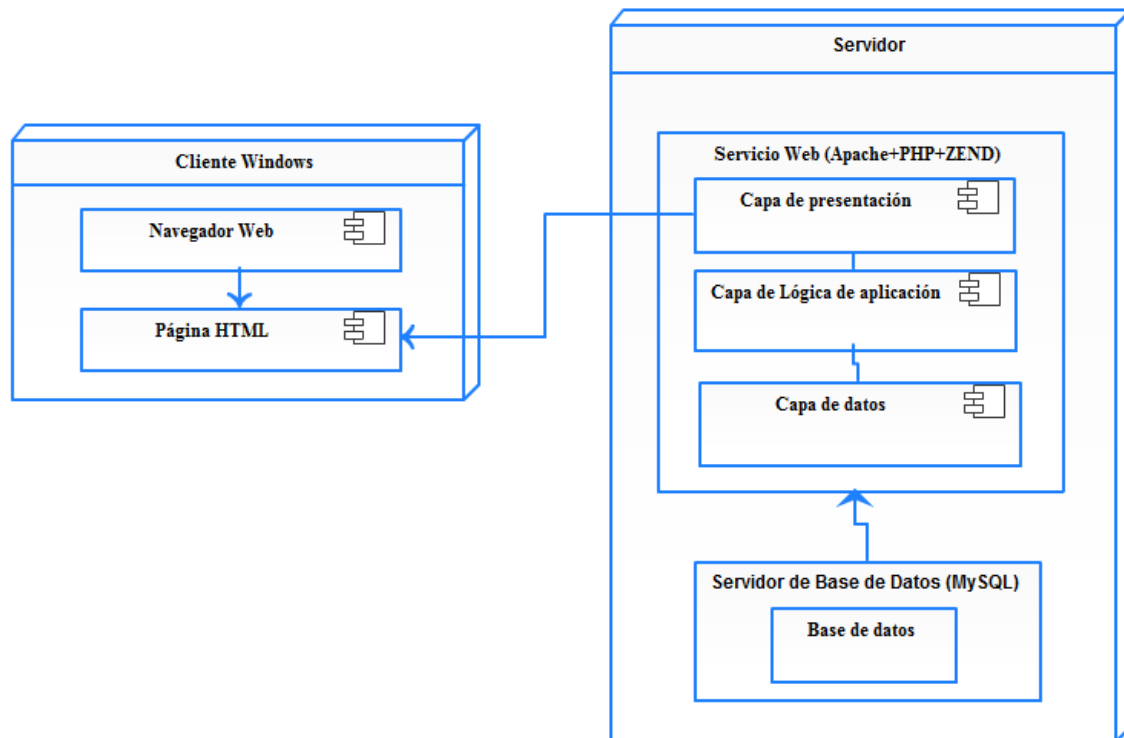 Cliente Windows
Navegador Web
Página HTML
Servidor
Servicio Web (Apache+PHP+ZEND)
Capa de presentación
Capa de Lógica de aplicación
Capa de datos
Servidor de Base de Datos (MySQL)
Base de datos